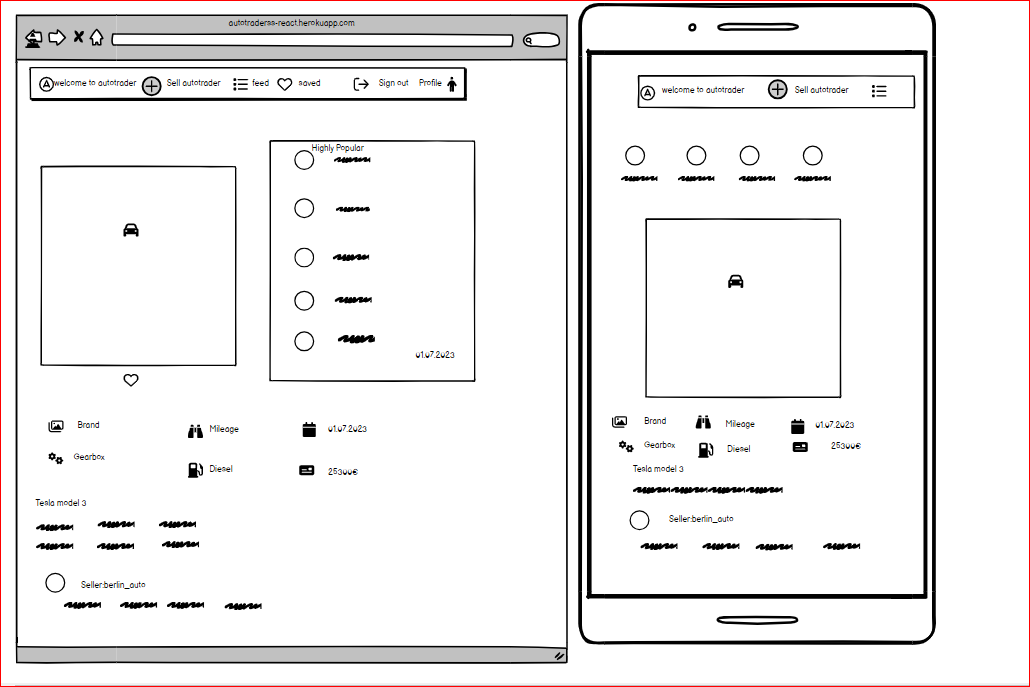 autotraderss-react.herokuapp.com
welcome to autotrader
Sell autotrader
feed
saved
Sign out
Profile
Highly Popular
01.07.2023
Brand
Mileage
01.07.2023
Gearbox
Diesel
25300€
Tesla model 3
Seller:berlin_auto
welcome to autotrader
Sell autotrader
Brand
Mileage
01.07.2023
Gearbox
Diesel
25300€
Tesla model 3
Seller:berlin_auto